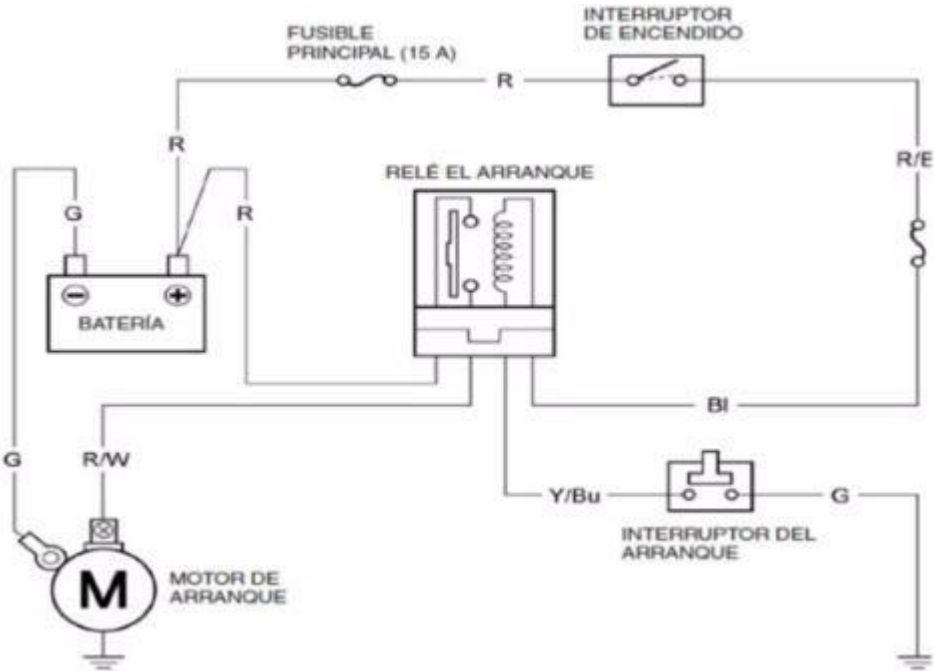 INTERRUPTOR
DE ENCENDIDO
FUSIBLE
PRINCIPAL (15 A)
R
R
R/B
RELÉ EL ARRANQUE
G
R
BATERÍA
Bl
G
R/W
Y/Bu
G
INTERRUPTOR DEL
ARRANQUE
M
MOTOR DE
ARRANQUE